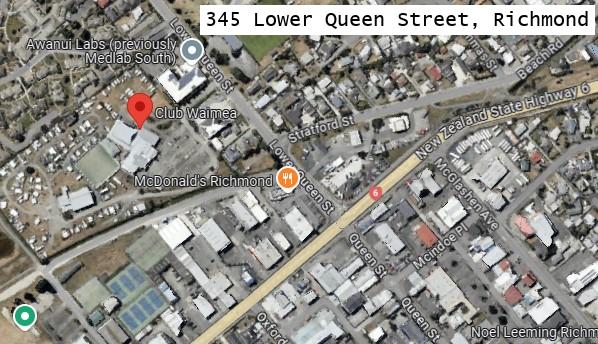 345 Lower Queen Street, Richmond
Lower Queen St
Awanui Labs (previously
Medlab South)
Beach Rd
New Zealand State Highway 6
Club Waimea
Stratford St
Lower Queen St
McDonald's Richmond
6
McGlashen Ave
McIndoe Pl
Queen St
Queen St
Oxford
Noel Leeming Richm